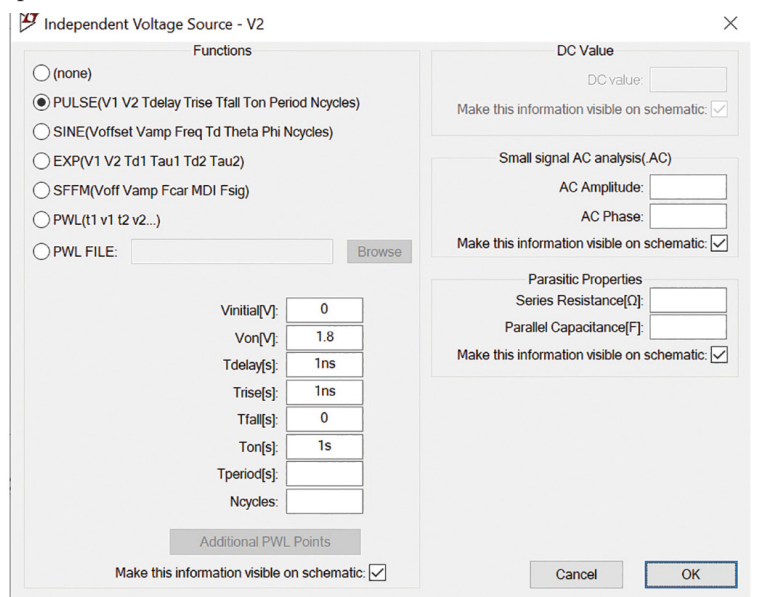 Independent Voltage Source - V2
Functions
(none)
PULSE(V1 V2 Tdelay Trise Tfall Ton Period Ncycles)
SINE(Voffset Vamp Freq Td Theta Phi Ncycles)
EXP(V1 V2 Td1 Tau1 Td2 Tau2)
SFFM(Voff Vamp Fcar MDI Fsig)
PWL(t1 v1 t2 v2...)
PWL FILE:
Browse
Vinitial[V]: 0
Von[V]: 1.8
Tdelay[s]: 1ns
Trise[s]: 1ns
Tfall[s]: 0
Ton[s]: 1s
Tperiod[s]:
Ncycles:
Additional PWL Points
Make this information visible on schematic:
DC Value
DC value:
Make this information visible on schematic:
Small signal AC analysis(.AC)
AC Amplitude:
AC Phase:
Make this information visible on schematic:
Parasitic Properties
Series Resistance[Ω]:
Parallel Capacitance[F]:
Make this information visible on schematic:
Cancel
OK